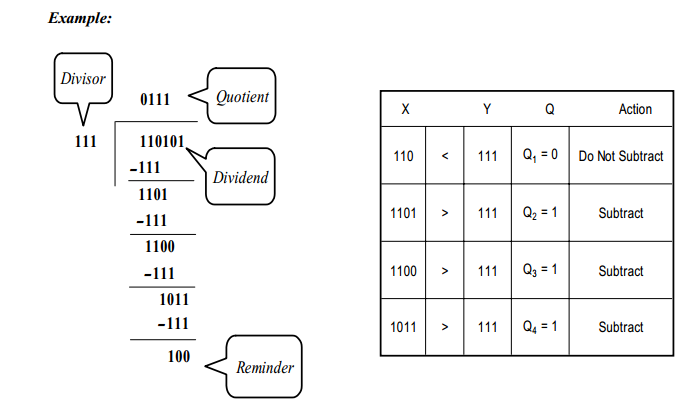 Example:
Divisor
0111
Quotient
111
110101
Dividend
–111
1101
–111
1100
–111
1011
–111
100
Reminder
X Y Q Action
110 < 111 Q₁ = 0 Do Not Subtract
1101 > 111 Q₂ = 1 Subtract
1100 > 111 Q₃ = 1 Subtract
1011 > 111 Q₄ = 1 Subtract